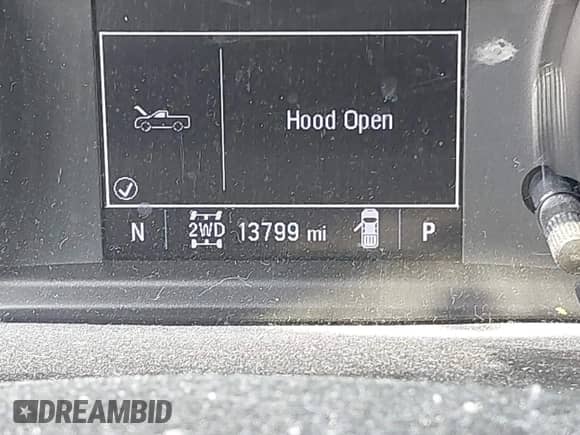 Hood Open
N 2WD 13799 mi P
DREAMBID